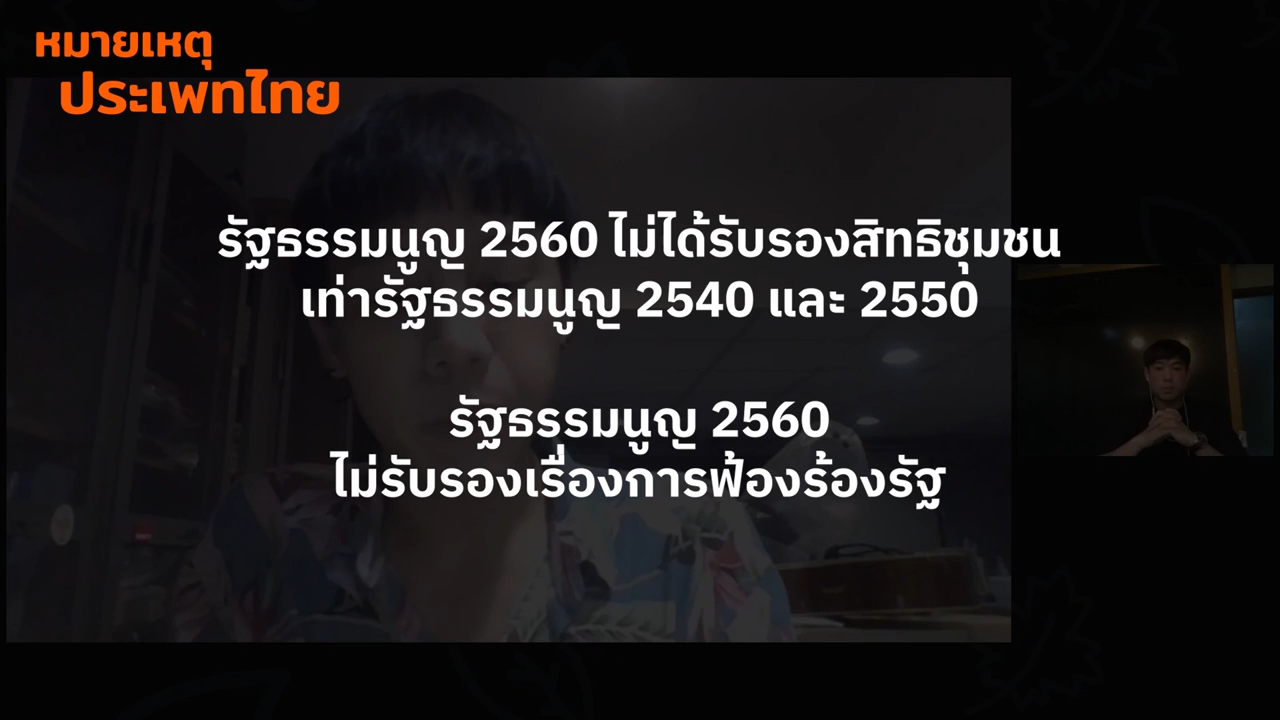 หมายเหตุ
ประเพทไทย
รัฐธรรมนูญ 2560 ไม่ได้รับรองสิทธิชุมชน
เท่ารัฐธรรมนูญ 2540 และ 2550
รัฐธรรมนูญ 2560
ไม่รับรองเรื่องการฟ้องร้องรัฐ